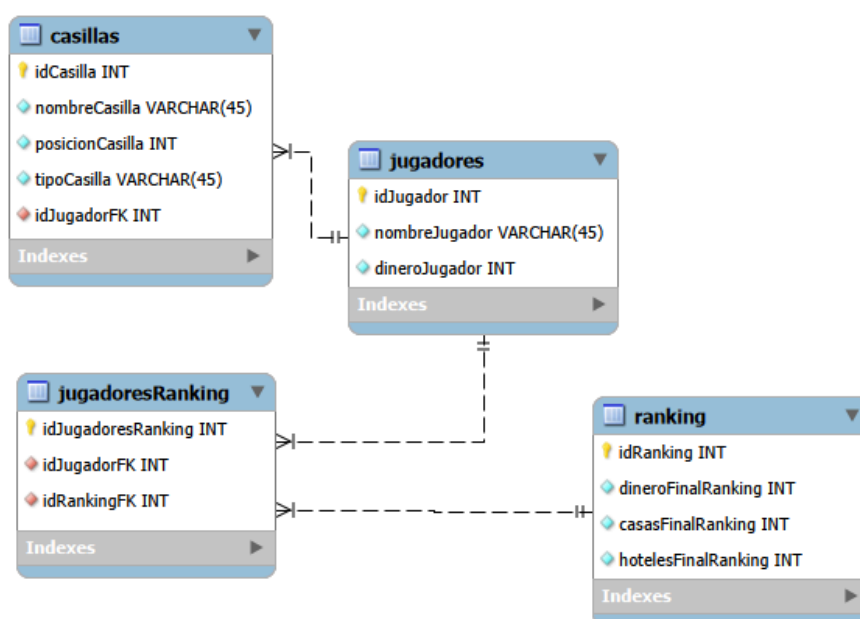 casillas
idCasilla INT
nombreCasilla VARCHAR(45)
posicionCasilla INT
tipoCasilla VARCHAR(45)
idJugadorFK INT
Indexes
jugadores
idJugador INT
nombreJugador VARCHAR(45)
dineroJugador INT
Indexes
jugadoresRanking
idJugadoresRanking INT
idJugadorFK INT
idRankingFK INT
Indexes
ranking
idRanking INT
dineroFinalRanking INT
casasFinalRanking INT
hotelesFinalRanking INT
Indexes